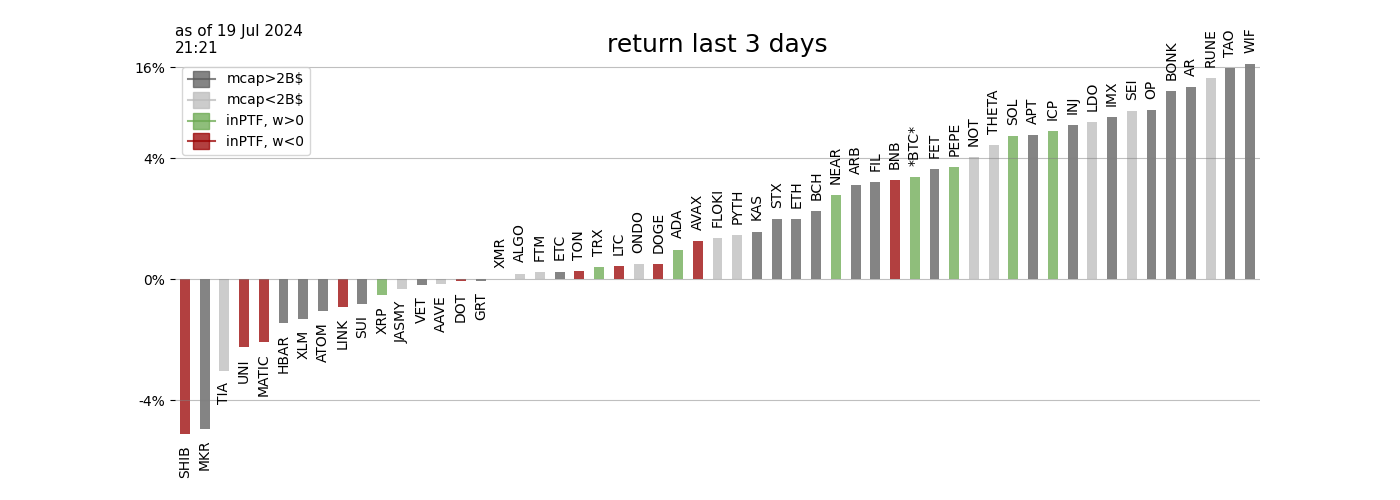 as of 19 Jul 2024
21:21
return last 3 days
16%
4%
0%
-4%
mcap>2B$
mcap<2B$
inPTF, w>0
inPTF, w<0
SHIB
MKR
TIA
UNI
MATIC
HBAR
XLM
ATOM
LINK
SUI
XRP
JASMY
VET
AAVE
DOT
GRT
XMR
ALGO
FTM
ETC
TON
TRX
LTC
ONDO
DOGE
ADA
AVAX
FLOKI
PYTH
KAS
STX
ETH
BCH
NEAR
ARB
FIL
BNB
*BTC*
FET
PEPE
NOT
THETA
SOL
APT
ICP
INJ
LDO
IMX
SEI
OP
BONK
AR
RUNE
TAO
WIF